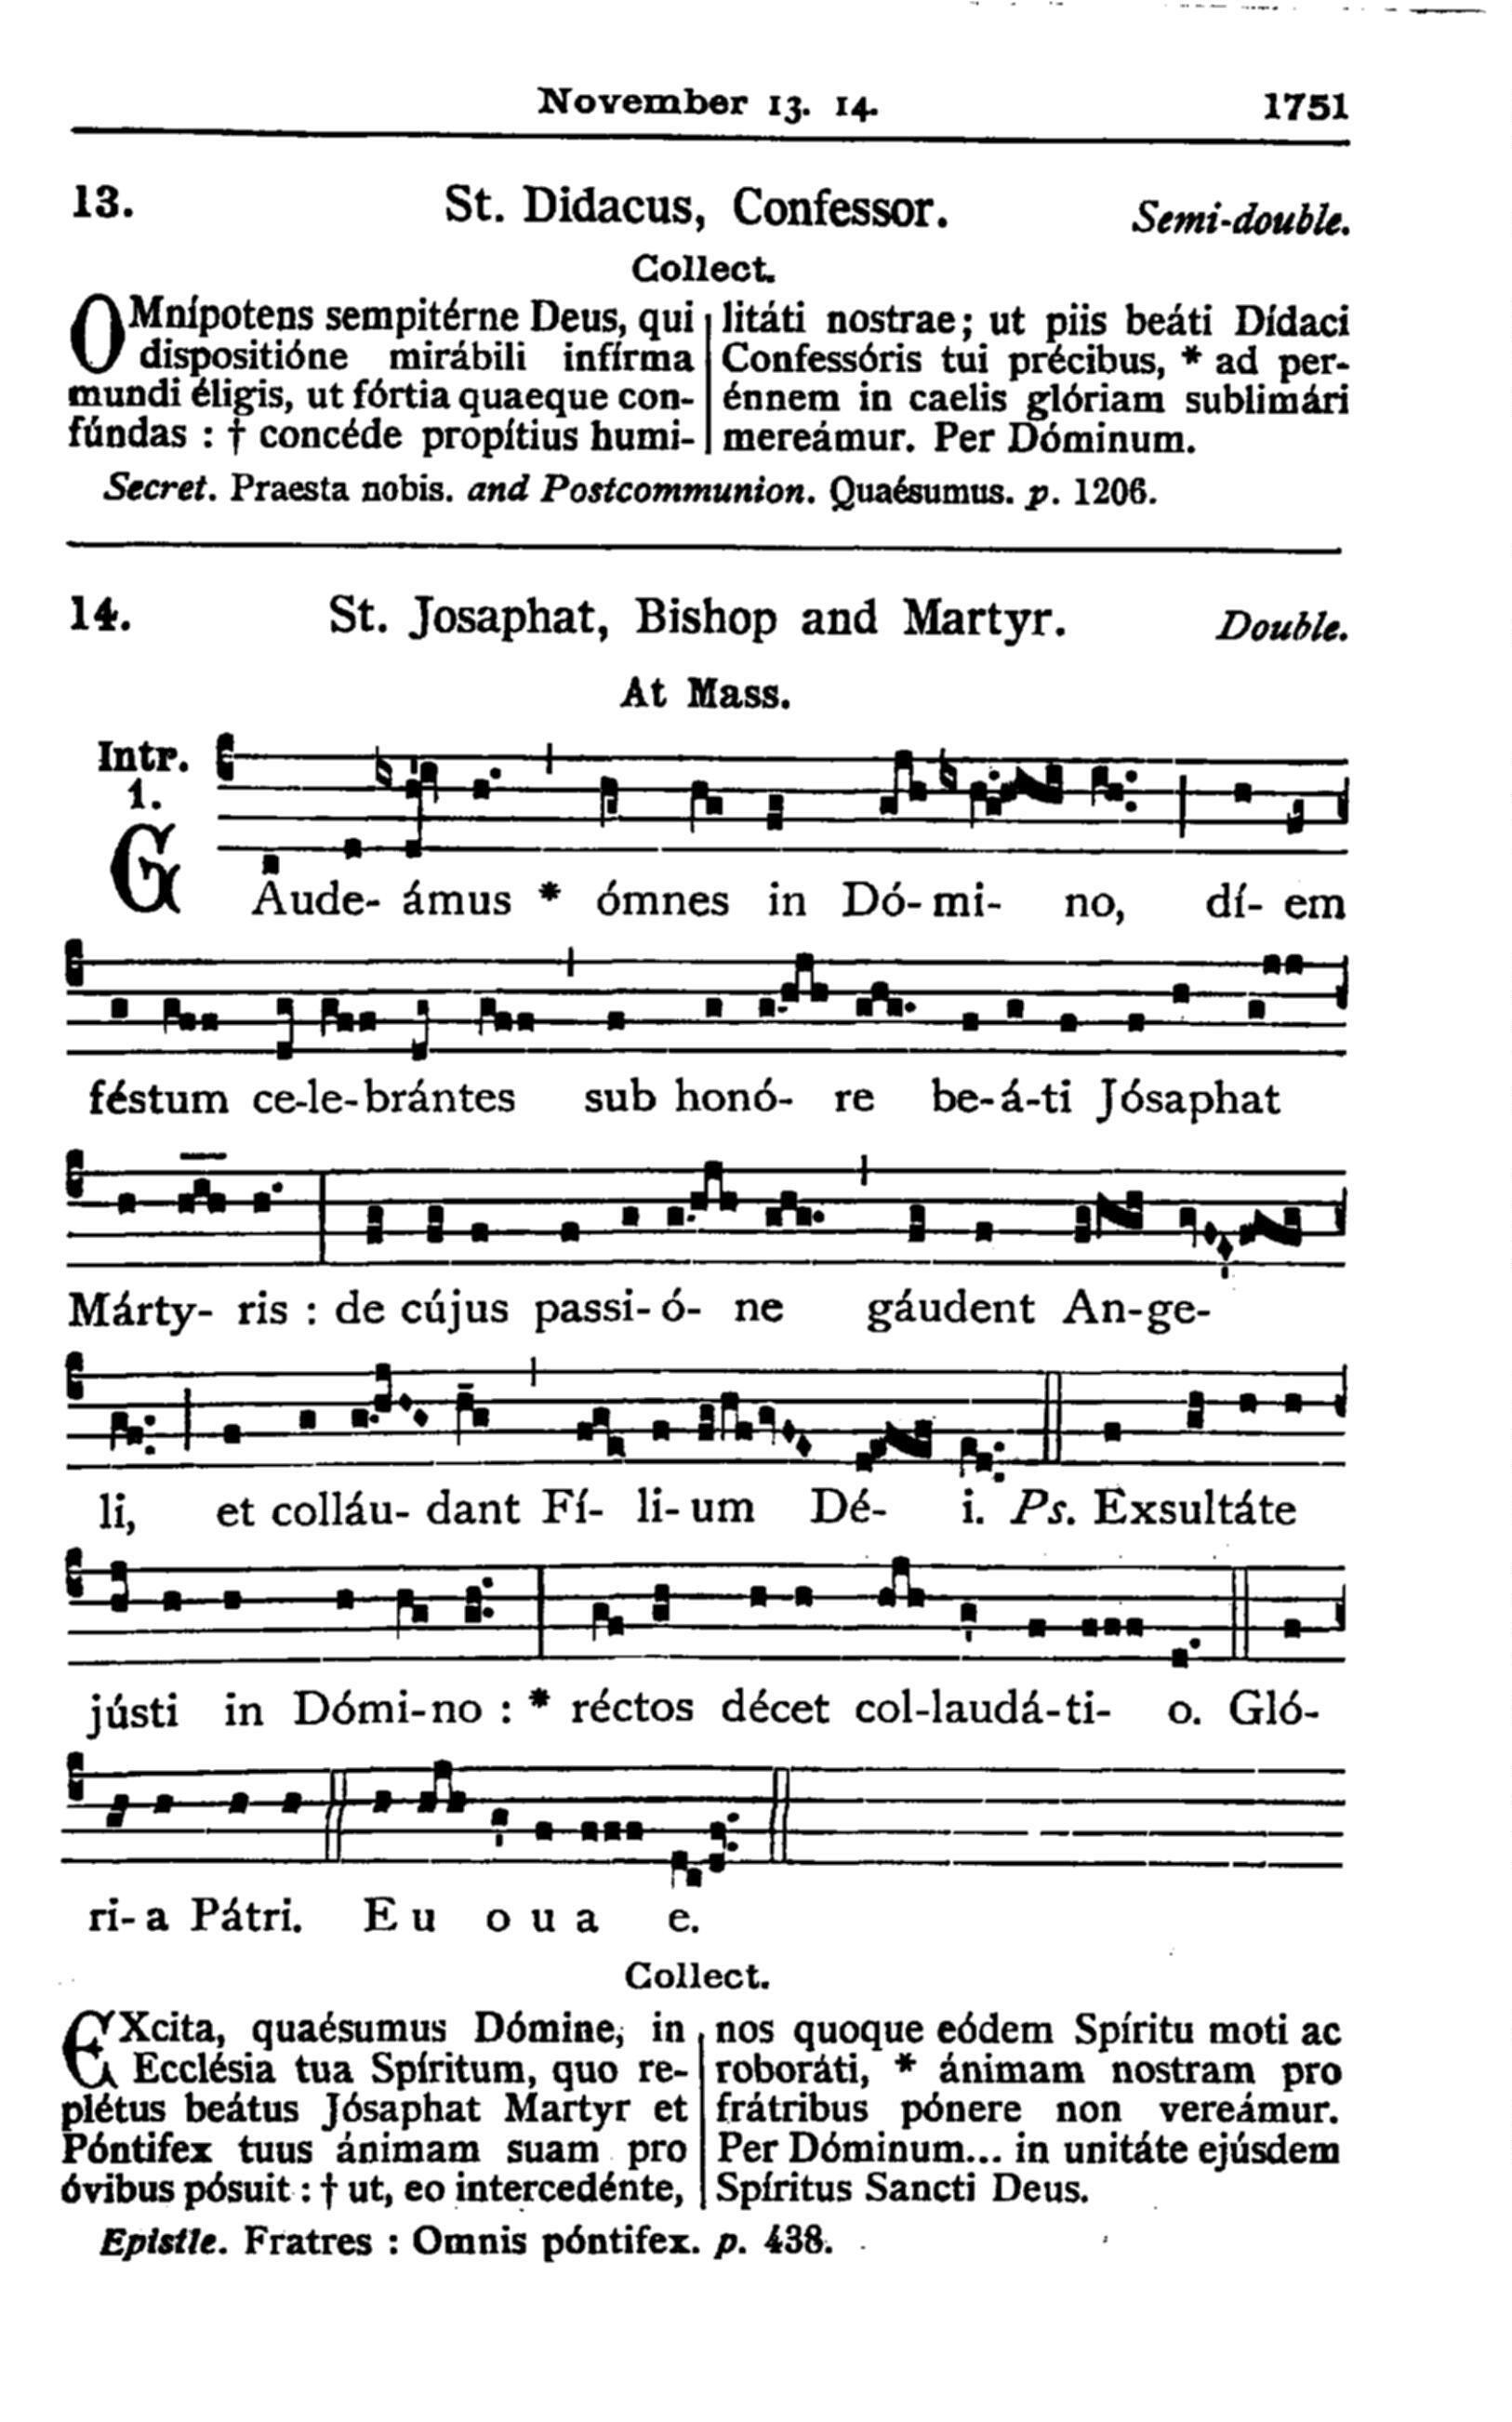 November 13. 14. 1751
13. St. Didacus, Confessor. Semi-double.
Collect.
OMnípotens sempitérne Deus, qui
dispositióne mirábili infírma
mundi éligis, ut fórtia quaeque con-
fúndas : † concéde propítius humi-
litáti nostrae; ut piis beáti Dídaci
Confessóris tui précibus, * ad per-
énnem in caelis glóriam sublimári
mereámur. Per Dóminum.
Secret. Praesta nobis. and Postcommunion. Quaésumus. p. 1206.
14. St. Josaphat, Bishop and Martyr. Double.
At Mass.
Intr.
1.
GAude- ámus * ómnes in Dó- mi- no, dí- em
féstum ce-le-brántes sub honó- re be-á-ti Jósaphat
Márty- ris : de cújus passi- ó- ne gáudent An-ge-
li, et colláu- dant Fí- li- um Dé- i. Ps. Exsultáte
jústi in Dómi-no : * réctos décet col-laudá-ti- o. Gló-
ri- a Pátri. E u o u a e.
Collect.
EXcita, quaésumus Dómine, in
Ecclésia tua Spíritum, quo re-
plétus beátus Jósaphat Martyr et
Póntifex tuus ánimam suam pro
óvibus pósuit : † ut, eo intercedénte,
nos quoque eódem Spíritu moti ac
roboráti, * ánimam nostram pro
frátribus pónere non vereámur.
Per Dóminum... in unitáte ejúsdem
Spíritus Sancti Deus.
Epistle. Fratres : Omnis póntifex. p. 438.